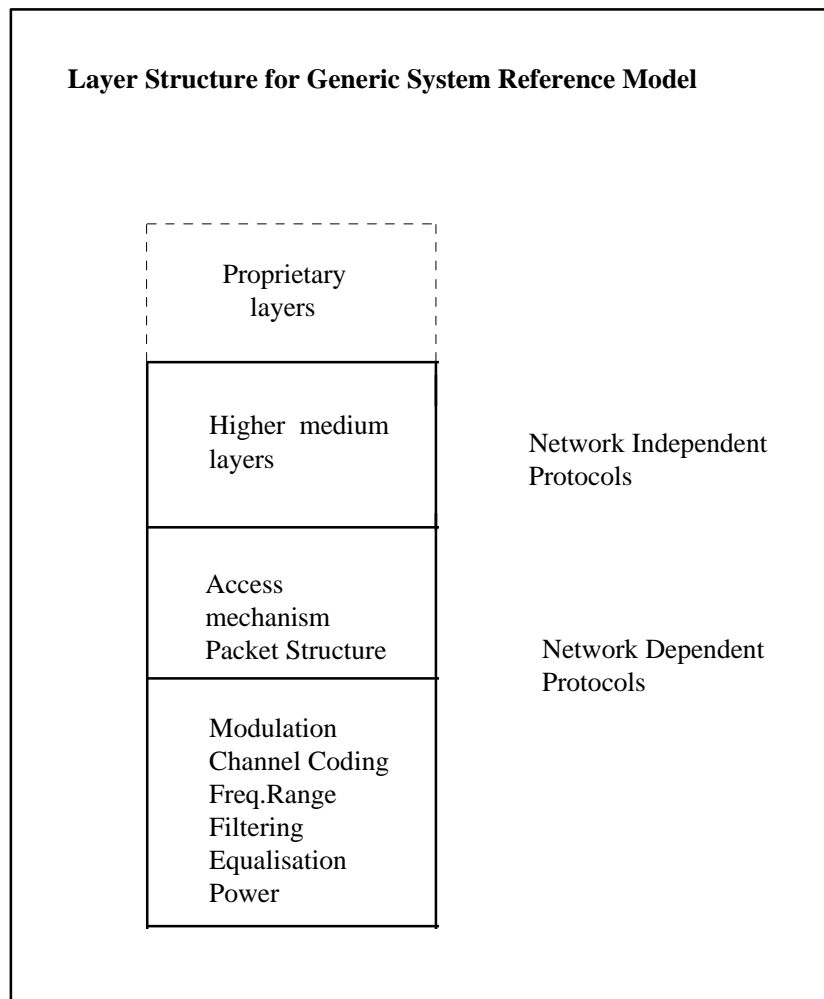 Layer Structure for Generic System Reference Model
Proprietary
layers
Higher medium
layers
Network Independent
Protocols
Access
mechanism
Packet Structure
Network Dependent
Protocols
Modulation
Channel Coding
Freq.Range
Filtering
Equalisation
Power